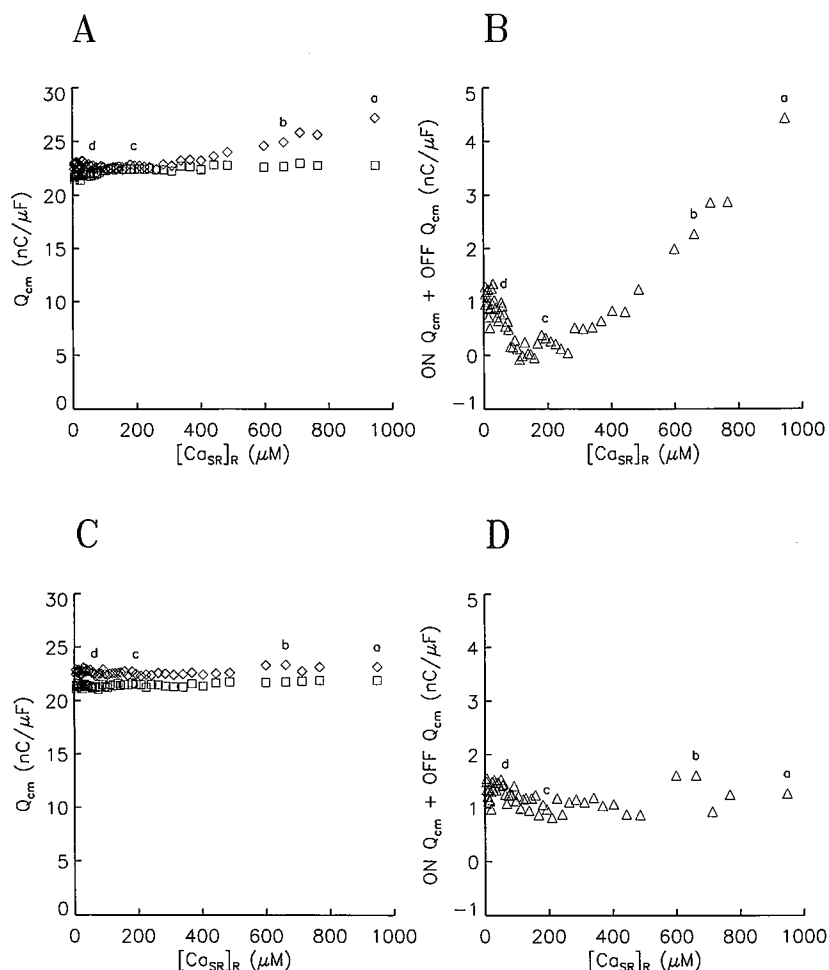 A
30
25
20
15
10
5
0
Q_cm (nC/μF)
a
b
c
d
0 200 400 600 800 1000
[Ca_SR]_R (μM)
B
5
4
3
2
1
0
−1
ON Q_cm + OFF Q_cm (nC/μF)
a
b
c
d
0 200 400 600 800 1000
[Ca_SR]_R (μM)
C
30
25
20
15
10
5
0
Q_cm (nC/μF)
d
c
b
a
0 200 400 600 800 1000
[Ca_SR]_R (μM)
D
5
4
3
2
1
0
−1
ON Q_cm + OFF Q_cm (nC/μF)
d
c
b
a
0 200 400 600 800 1000
[Ca_SR]_R (μM)